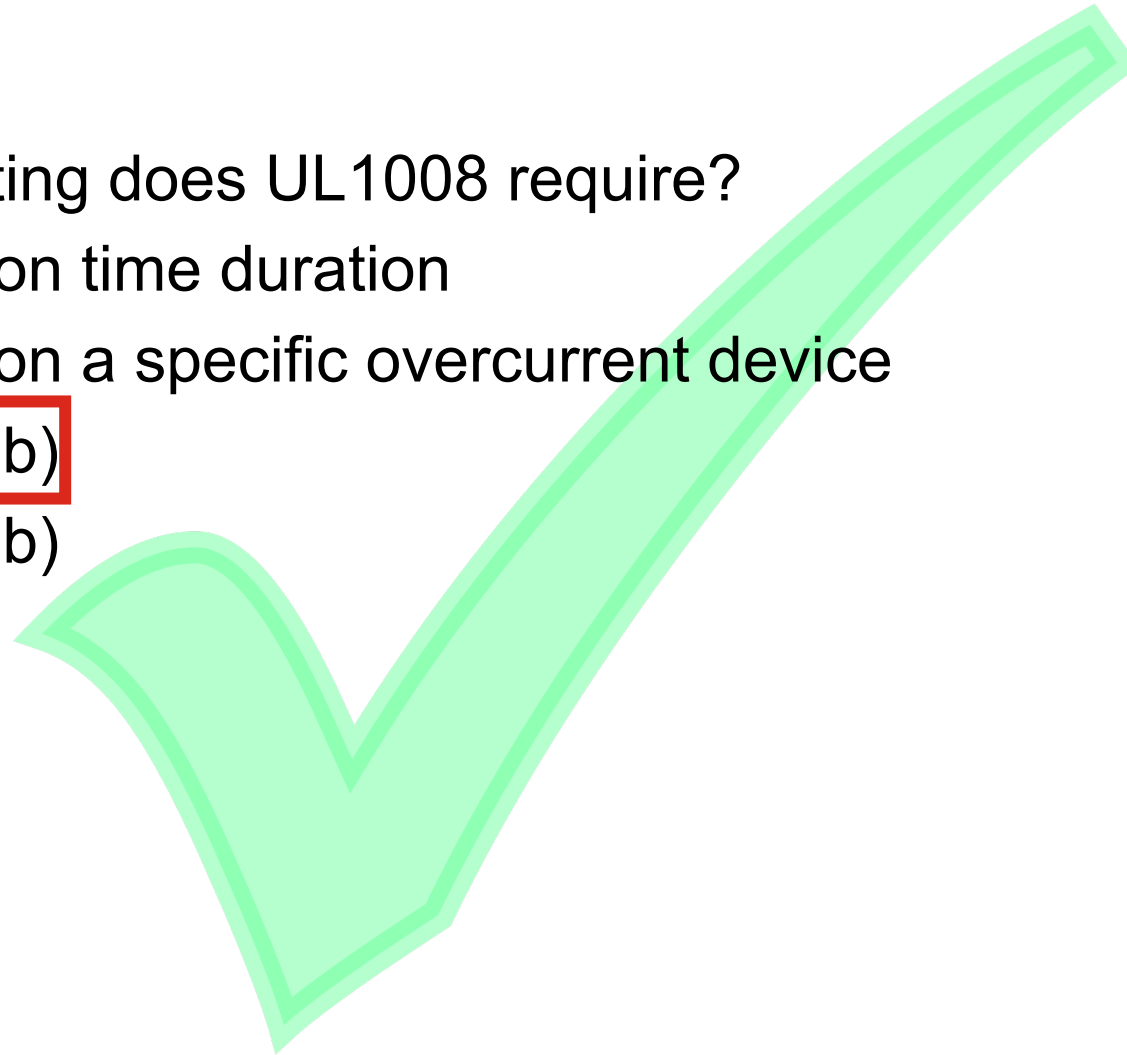 ting does UL1008 require?
on time duration
on a specific overcurrent device
b)
b)